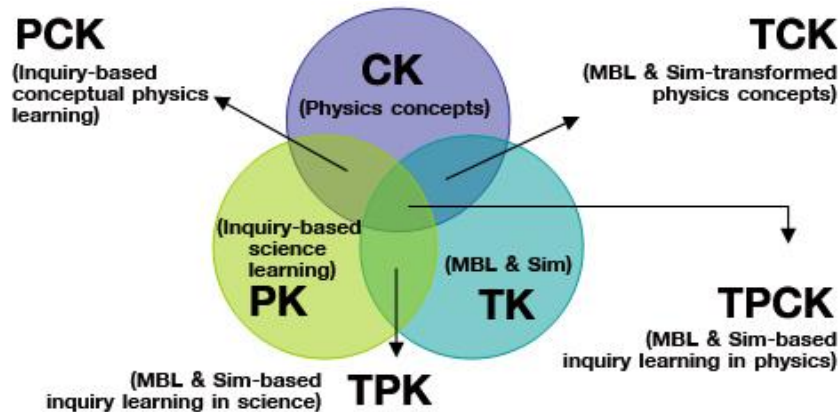 PCK
(Inquiry-based
conceptual physics
learning)
CK
(Physics concepts)
TCK
(MBL & Sim-transformed
physics concepts)
(Inquiry-based
science
learning)
PK
(MBL & Sim)
TK
TPCK
(MBL & Sim-based
inquiry learning in physics)
(MBL & Sim-based
inquiry learning in science)
TPK